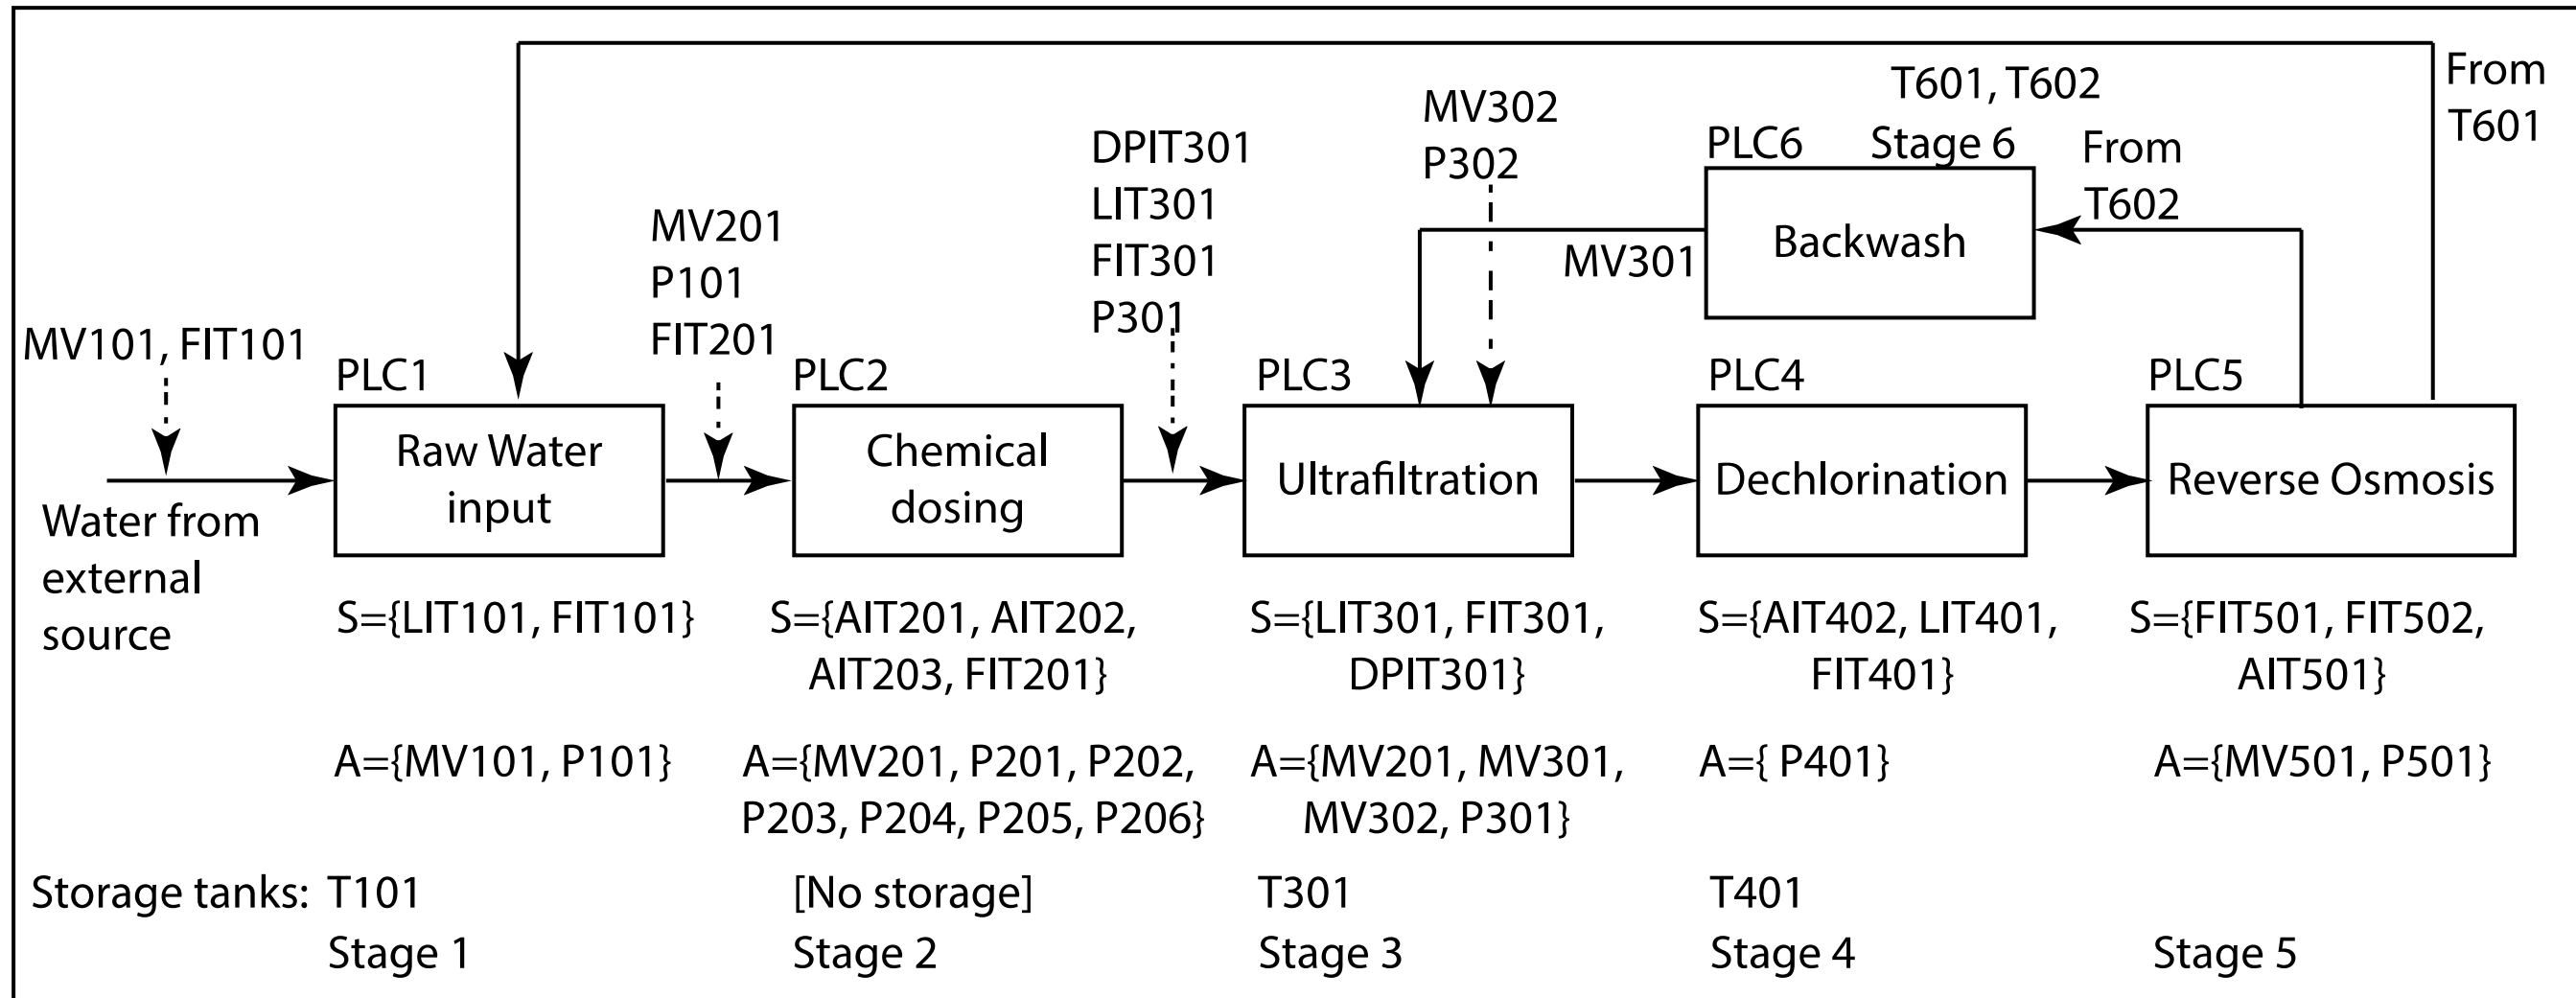 From
T601
T601, T602
Stage 6
PLC6
From
T602
Backwash
MV301
MV302
P302
DPIT301
LIT301
FIT301
P301
MV201
P101
FIT201
MV101, FIT101
PLC1
PLC2
PLC3
PLC4
PLC5
Raw Water
input
Chemical
dosing
Ultrafiltration
Dechlorination
Reverse Osmosis
Water from
external
source
S={LIT101, FIT101}
S={AIT201, AIT202,
AIT203, FIT201}
S={LIT301, FIT301,
DPIT301}
S={AIT402, LIT401,
FIT401}
S={FIT501, FIT502,
AIT501}
A={MV101, P101}
A={MV201, P201, P202,
P203, P204, P205, P206}
A={MV201, MV301,
MV302, P301}
A={ P401}
A={MV501, P501}
Storage tanks: T101
[No storage]
T301
T401
Stage 1
Stage 2
Stage 3
Stage 4
Stage 5